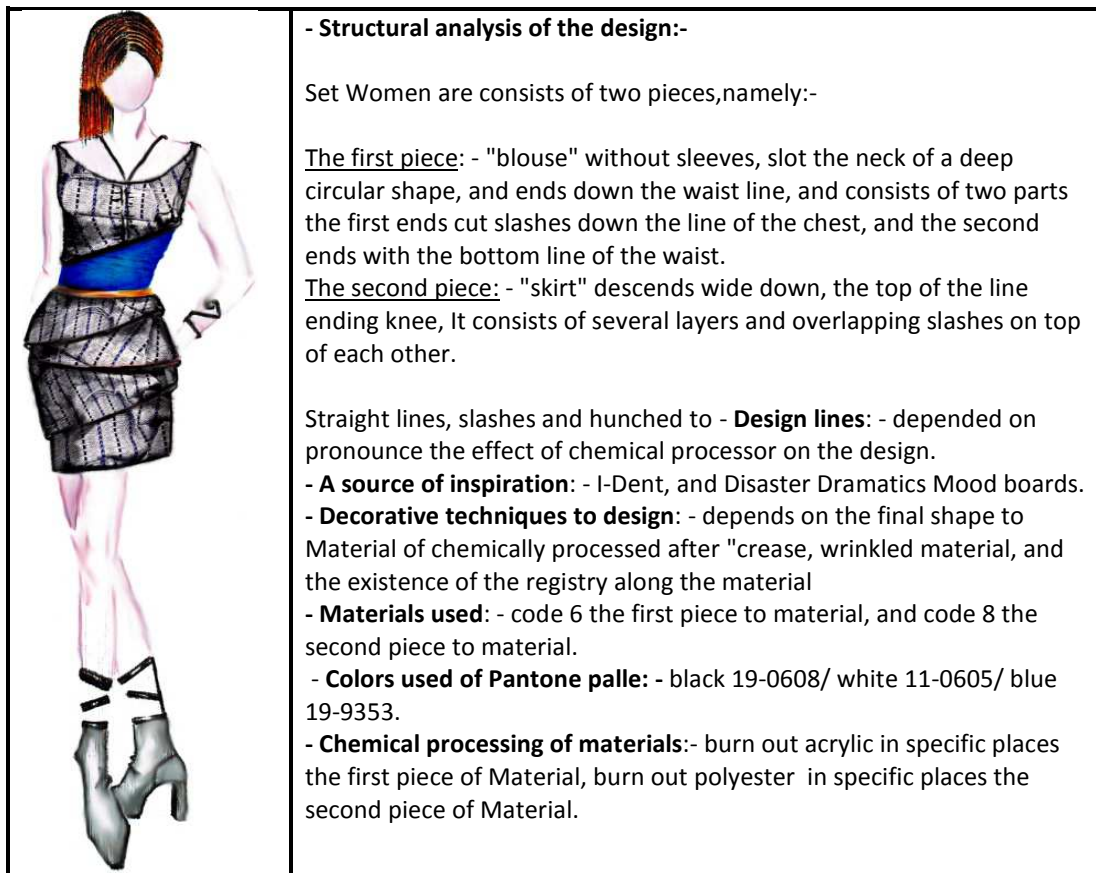 - Structural analysis of the design:-
Set Women are consists of two pieces,namely:-
The first piece: - "blouse" without sleeves, slot the neck of a deep
circular shape, and ends down the waist line, and consists of two parts
the first ends cut slashes down the line of the chest, and the second
ends with the bottom line of the waist.
The second piece: - "skirt" descends wide down, the top of the line
ending knee, It consists of several layers and overlapping slashes on top
of each other.
Straight lines, slashes and hunched to - Design lines: - depended on
pronounce the effect of chemical processor on the design.
- A source of inspiration: - I-Dent, and Disaster Dramatics Mood boards.
- Decorative techniques to design: - depends on the final shape to
Material of chemically processed after "crease, wrinkled material, and
the existence of the registry along the material
- Materials used: - code 6 the first piece to material, and code 8 the
second piece to material.
- Colors used of Pantone palle: - black 19-0608/ white 11-0605/ blue
19-9353.
- Chemical processing of materials:- burn out acrylic in specific places
the first piece of Material, burn out polyester in specific places the
second piece of Material.